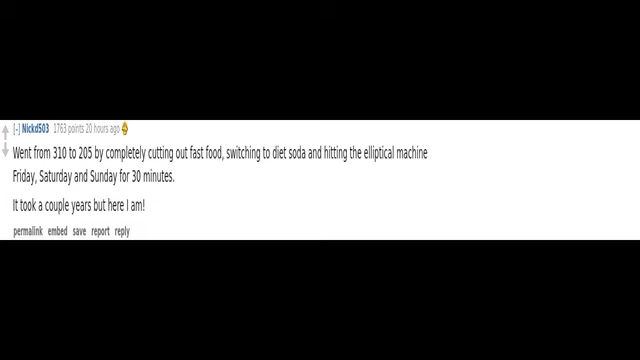 [-] Nickd503 1763 points 20 hours ago
Went from 310 to 205 by completely cutting out fast food, switching to diet soda and hitting the elliptical machine
Friday, Saturday and Sunday for 30 minutes.
It took a couple years but here I am!
permalink embed save report reply